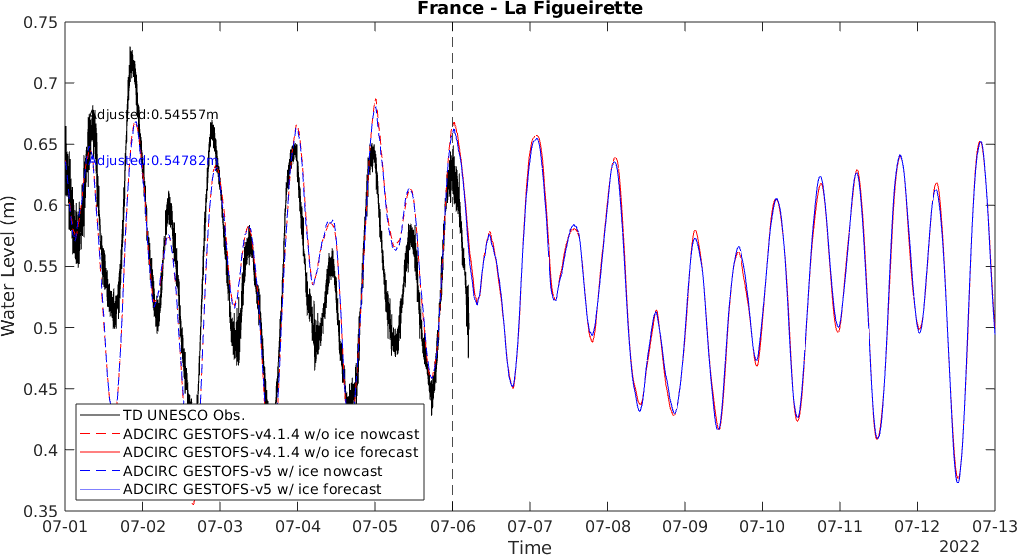 France - La Figueirette
0.75
0.7
0.65
0.6
0.55
0.5
0.45
0.4
0.35
Water Level (m)
Adjusted:0.54557m
Adjusted:0.54782m
TD UNESCO Obs.
ADCIRC GESTOFS-v4.1.4 w/o ice nowcast
ADCIRC GESTOFS-v4.1.4 w/o ice forecast
ADCIRC GESTOFS-v5 w/ ice nowcast
ADCIRC GESTOFS-v5 w/ ice forecast
07-01 07-02 07-03 07-04 07-05 07-06 07-07 07-08 07-09 07-10 07-11 07-12 07-13
Time
2022